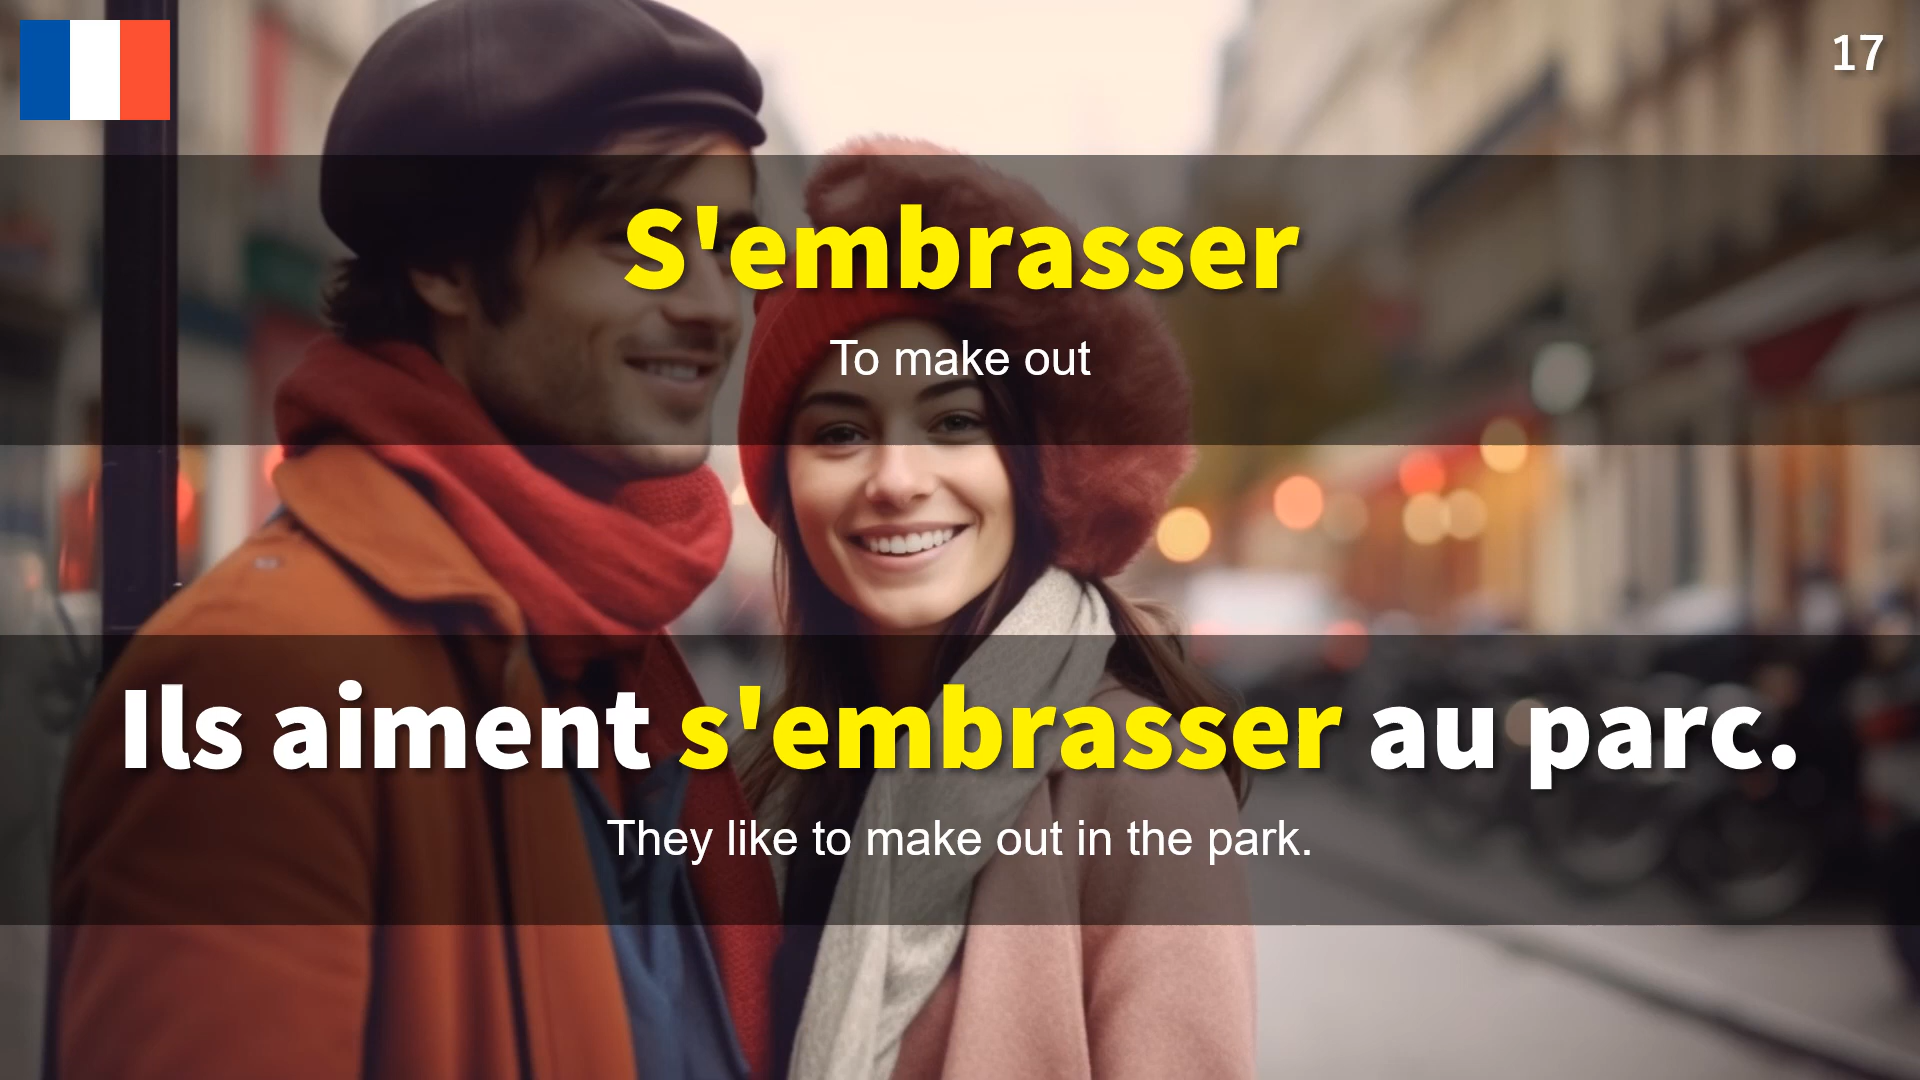 17
S'embrasser
To make out
Ils aiment s'embrasser au parc.
They like to make out in the park.